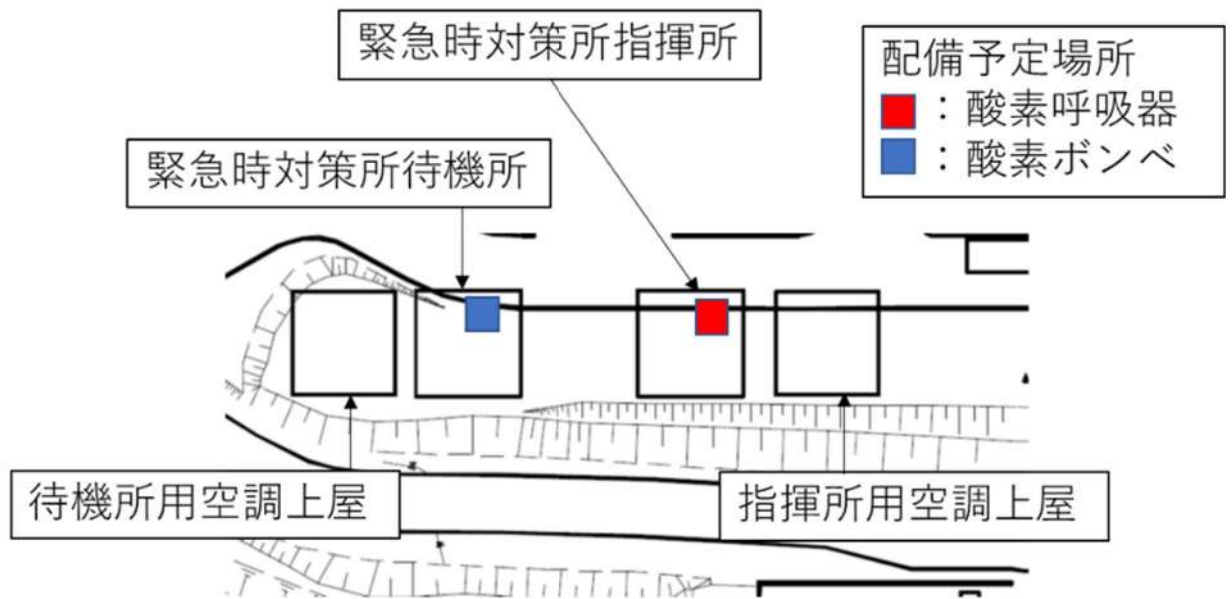 緊急時対策所指揮所
配備予定場所
：酸素呼吸器
：酸素ボンベ
緊急時対策所待機所
待機所用空調上屋
指揮所用空調上屋